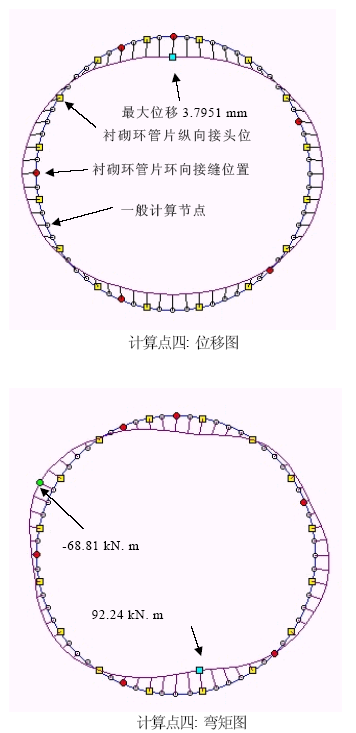 最大位移 3.7951 mm
衬砌环管片纵向接头位
衬砌环管片环向接缝位置
一般计算节点
计算点四: 位移图
-68.81 kN. m
92.24 kN. m
计算点四: 弯矩图